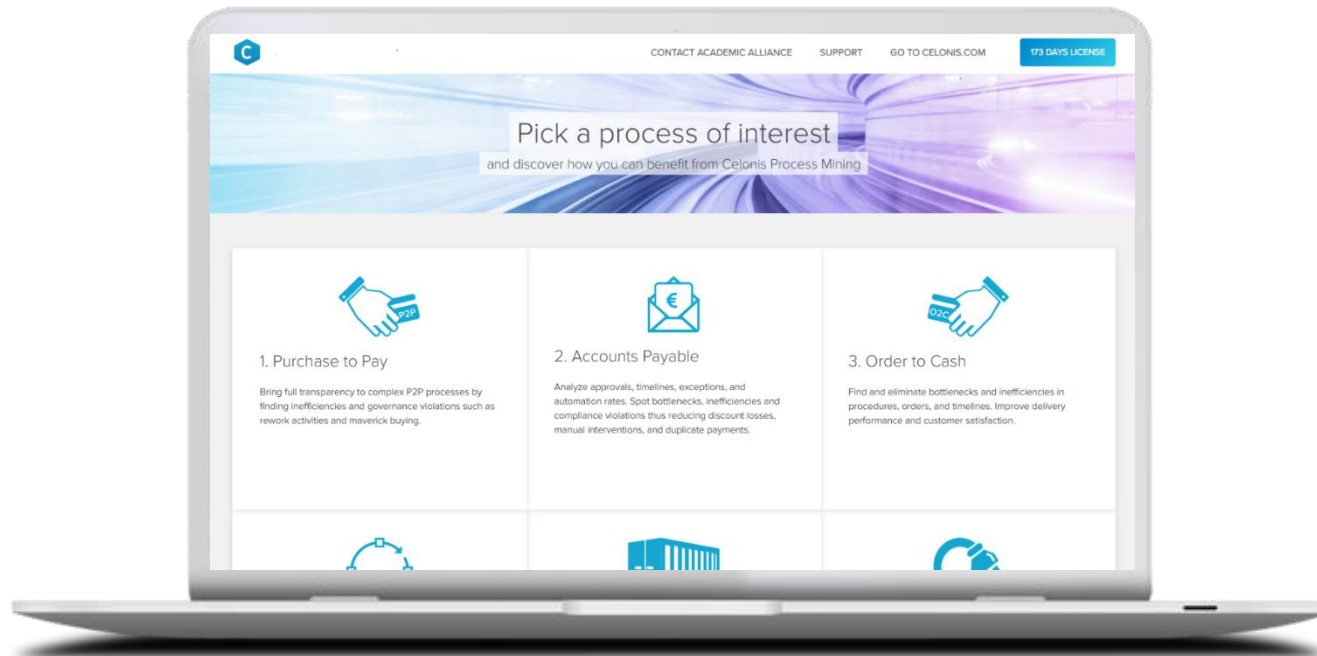 C
CONTACT ACADEMIC ALLIANCE
SUPPORT
GO TO CELONIS.COM
173 DAYS LICENSE
Pick a process of interest
and discover how you can benefit from Celonis Process Mining
P2P
1. Purchase to Pay
Bring full transparency to complex P2P processes by
finding inefficiencies and governance violations such as
rework activities and maverick buying.
€
2. Accounts Payable
Analyze approvals, timelines, exceptions, and
automation rates. Spot bottlenecks, inefficiencies and
compliance violations thus reducing discount losses,
manual interventions, and duplicate payments.
O2C
3. Order to Cash
Find and eliminate bottlenecks and inefficiencies in
procedures, orders, and timelines. Improve delivery
performance and customer satisfaction.